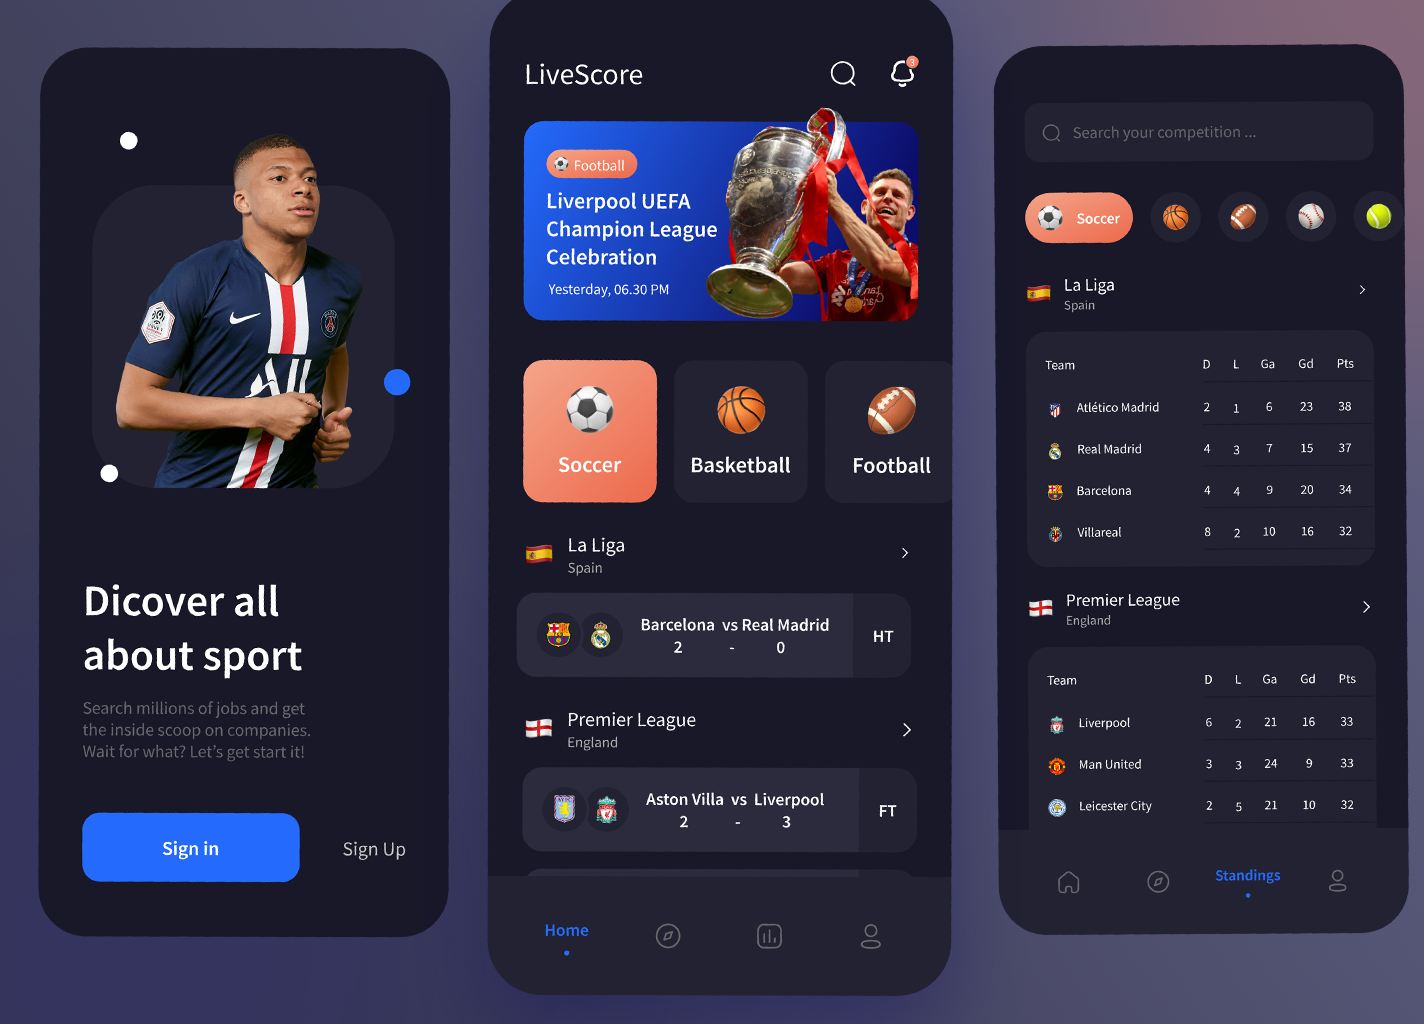 Dicover all
about sport
Search millions of jobs and get
the inside scoop on companies.
Wait for what? Let's get start it!
Sign in
Sign Up
LiveScore
3
Football
Liverpool UEFA
Champion League
Celebration
Yesterday, 06.30 PM
Soccer
Basketball
Football
La Liga
Spain
Barcelona vs Real Madrid
2 - 0
HT
Premier League
England
Aston Villa vs Liverpool
2 - 3
FT
Home
Search your competition ...
Soccer
La Liga
Spain
Team D L Ga Gd Pts
Atlético Madrid 2 1 6 23 38
Real Madrid 4 3 7 15 37
Barcelona 4 4 9 20 34
Villareal 8 2 10 16 32
Premier League
England
Team D L Ga Gd Pts
Liverpool 6 2 21 16 33
Man United 3 3 24 9 33
Leicester City 2 5 21 10 32
Standings